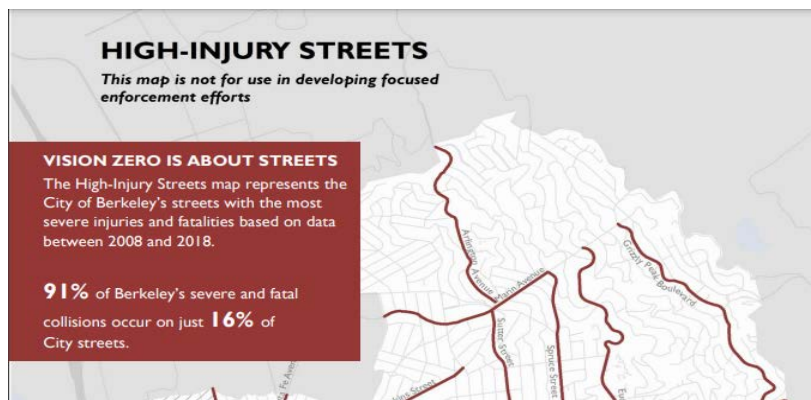 HIGH-INJURY STREETS
This map is not for use in developing focused
enforcement efforts
VISION ZERO IS ABOUT STREETS
The High-Injury Streets map represents the
City of Berkeley's streets with the most
severe injuries and fatalities based on data
between 2008 and 2018.
91% of Berkeley's severe and fatal
collisions occur on just 16% of
City streets.
Arlington Avenue
Marin Avenue
Grizzly Peak Boulevard
Sutter Street
Spruce Street
Fe Avenue
Street